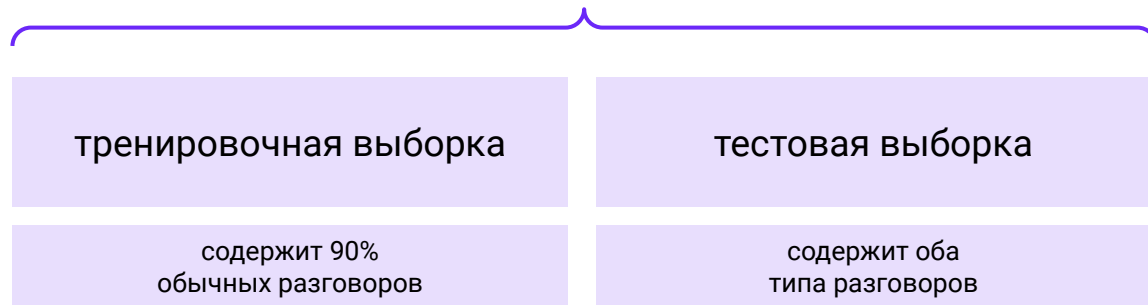 тренировочная выборка
тестовая выборка
содержит 90%
обычных разговоров
содержит оба
типа разговоров